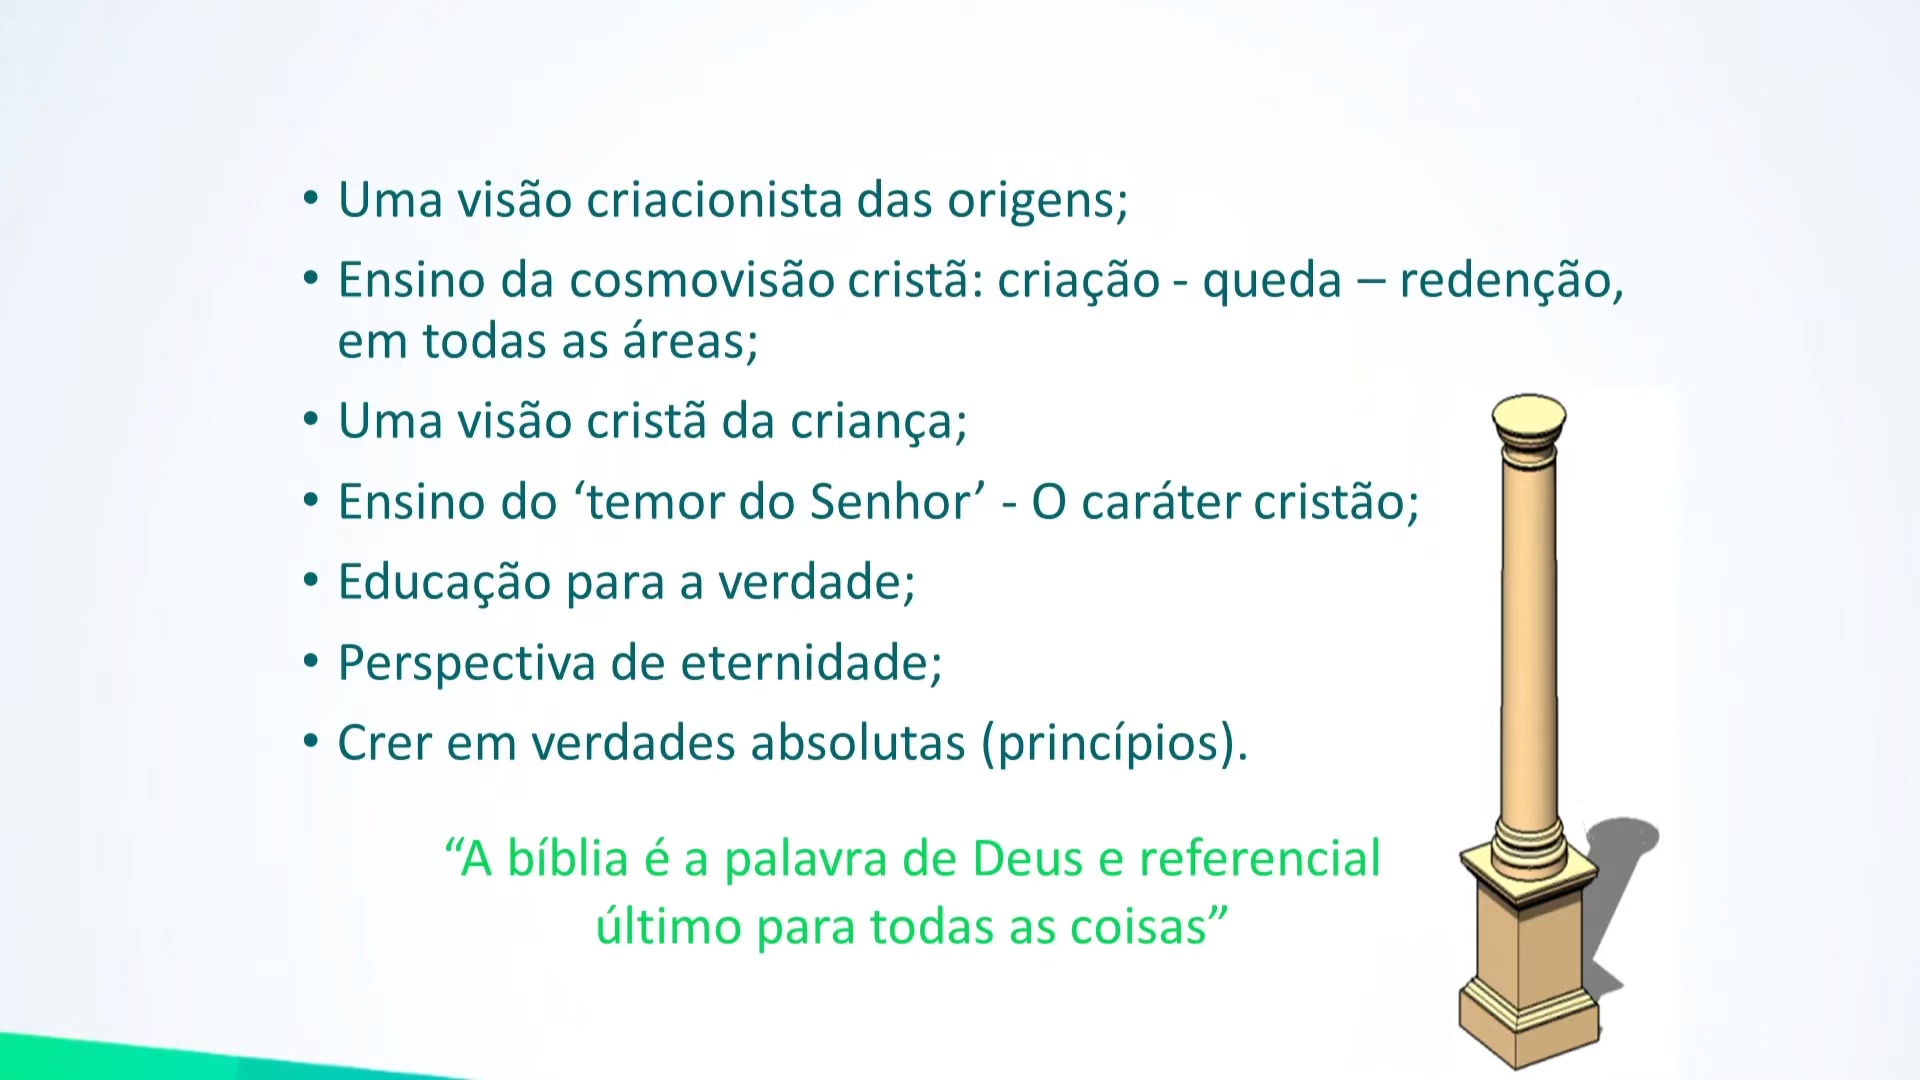 • Uma visão criacionista das origens;
• Ensino da cosmovisão cristã: criação - queda – redenção,
em todas as áreas;
• Uma visão cristã da criança;
• Ensino do ‘temor do Senhor’ - O caráter cristão;
• Educação para a verdade;
• Perspectiva de eternidade;
• Crer em verdades absolutas (princípios).
“A bíblia é a palavra de Deus e referencial
último para todas as coisas”